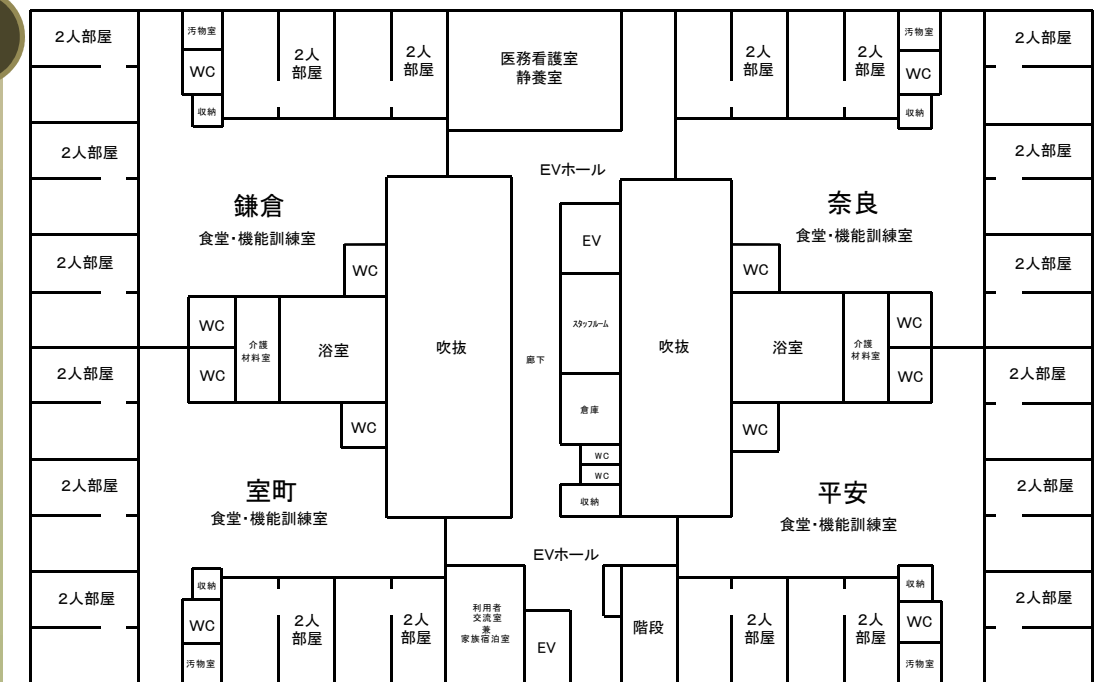 2人部屋
汚物室
WC
収納
2人
部屋
2人
部屋
医務看護室
静養室
2人
部屋
2人
部屋
汚物室
WC
収納
2人部屋
2人部屋
2人部屋
EVホール
鎌倉
食堂・機能訓練室
奈良
食堂・機能訓練室
2人部屋
2人部屋
WC
EV
WC
WC
介護
材料室
浴室
吹抜
スタッフルーム
吹抜
浴室
介護
材料室
WC
廊下
2人部屋
WC
WC
2人部屋
WC
倉庫
WC
WC
WC
収納
2人部屋
室町
食堂・機能訓練室
平安
食堂・機能訓練室
2人部屋
EVホール
2人部屋
収納
WC
汚物室
2人
部屋
2人
部屋
利用者
交流室
兼
家族宿泊室
EV
階段
2人
部屋
2人
部屋
収納
WC
汚物室
2人部屋